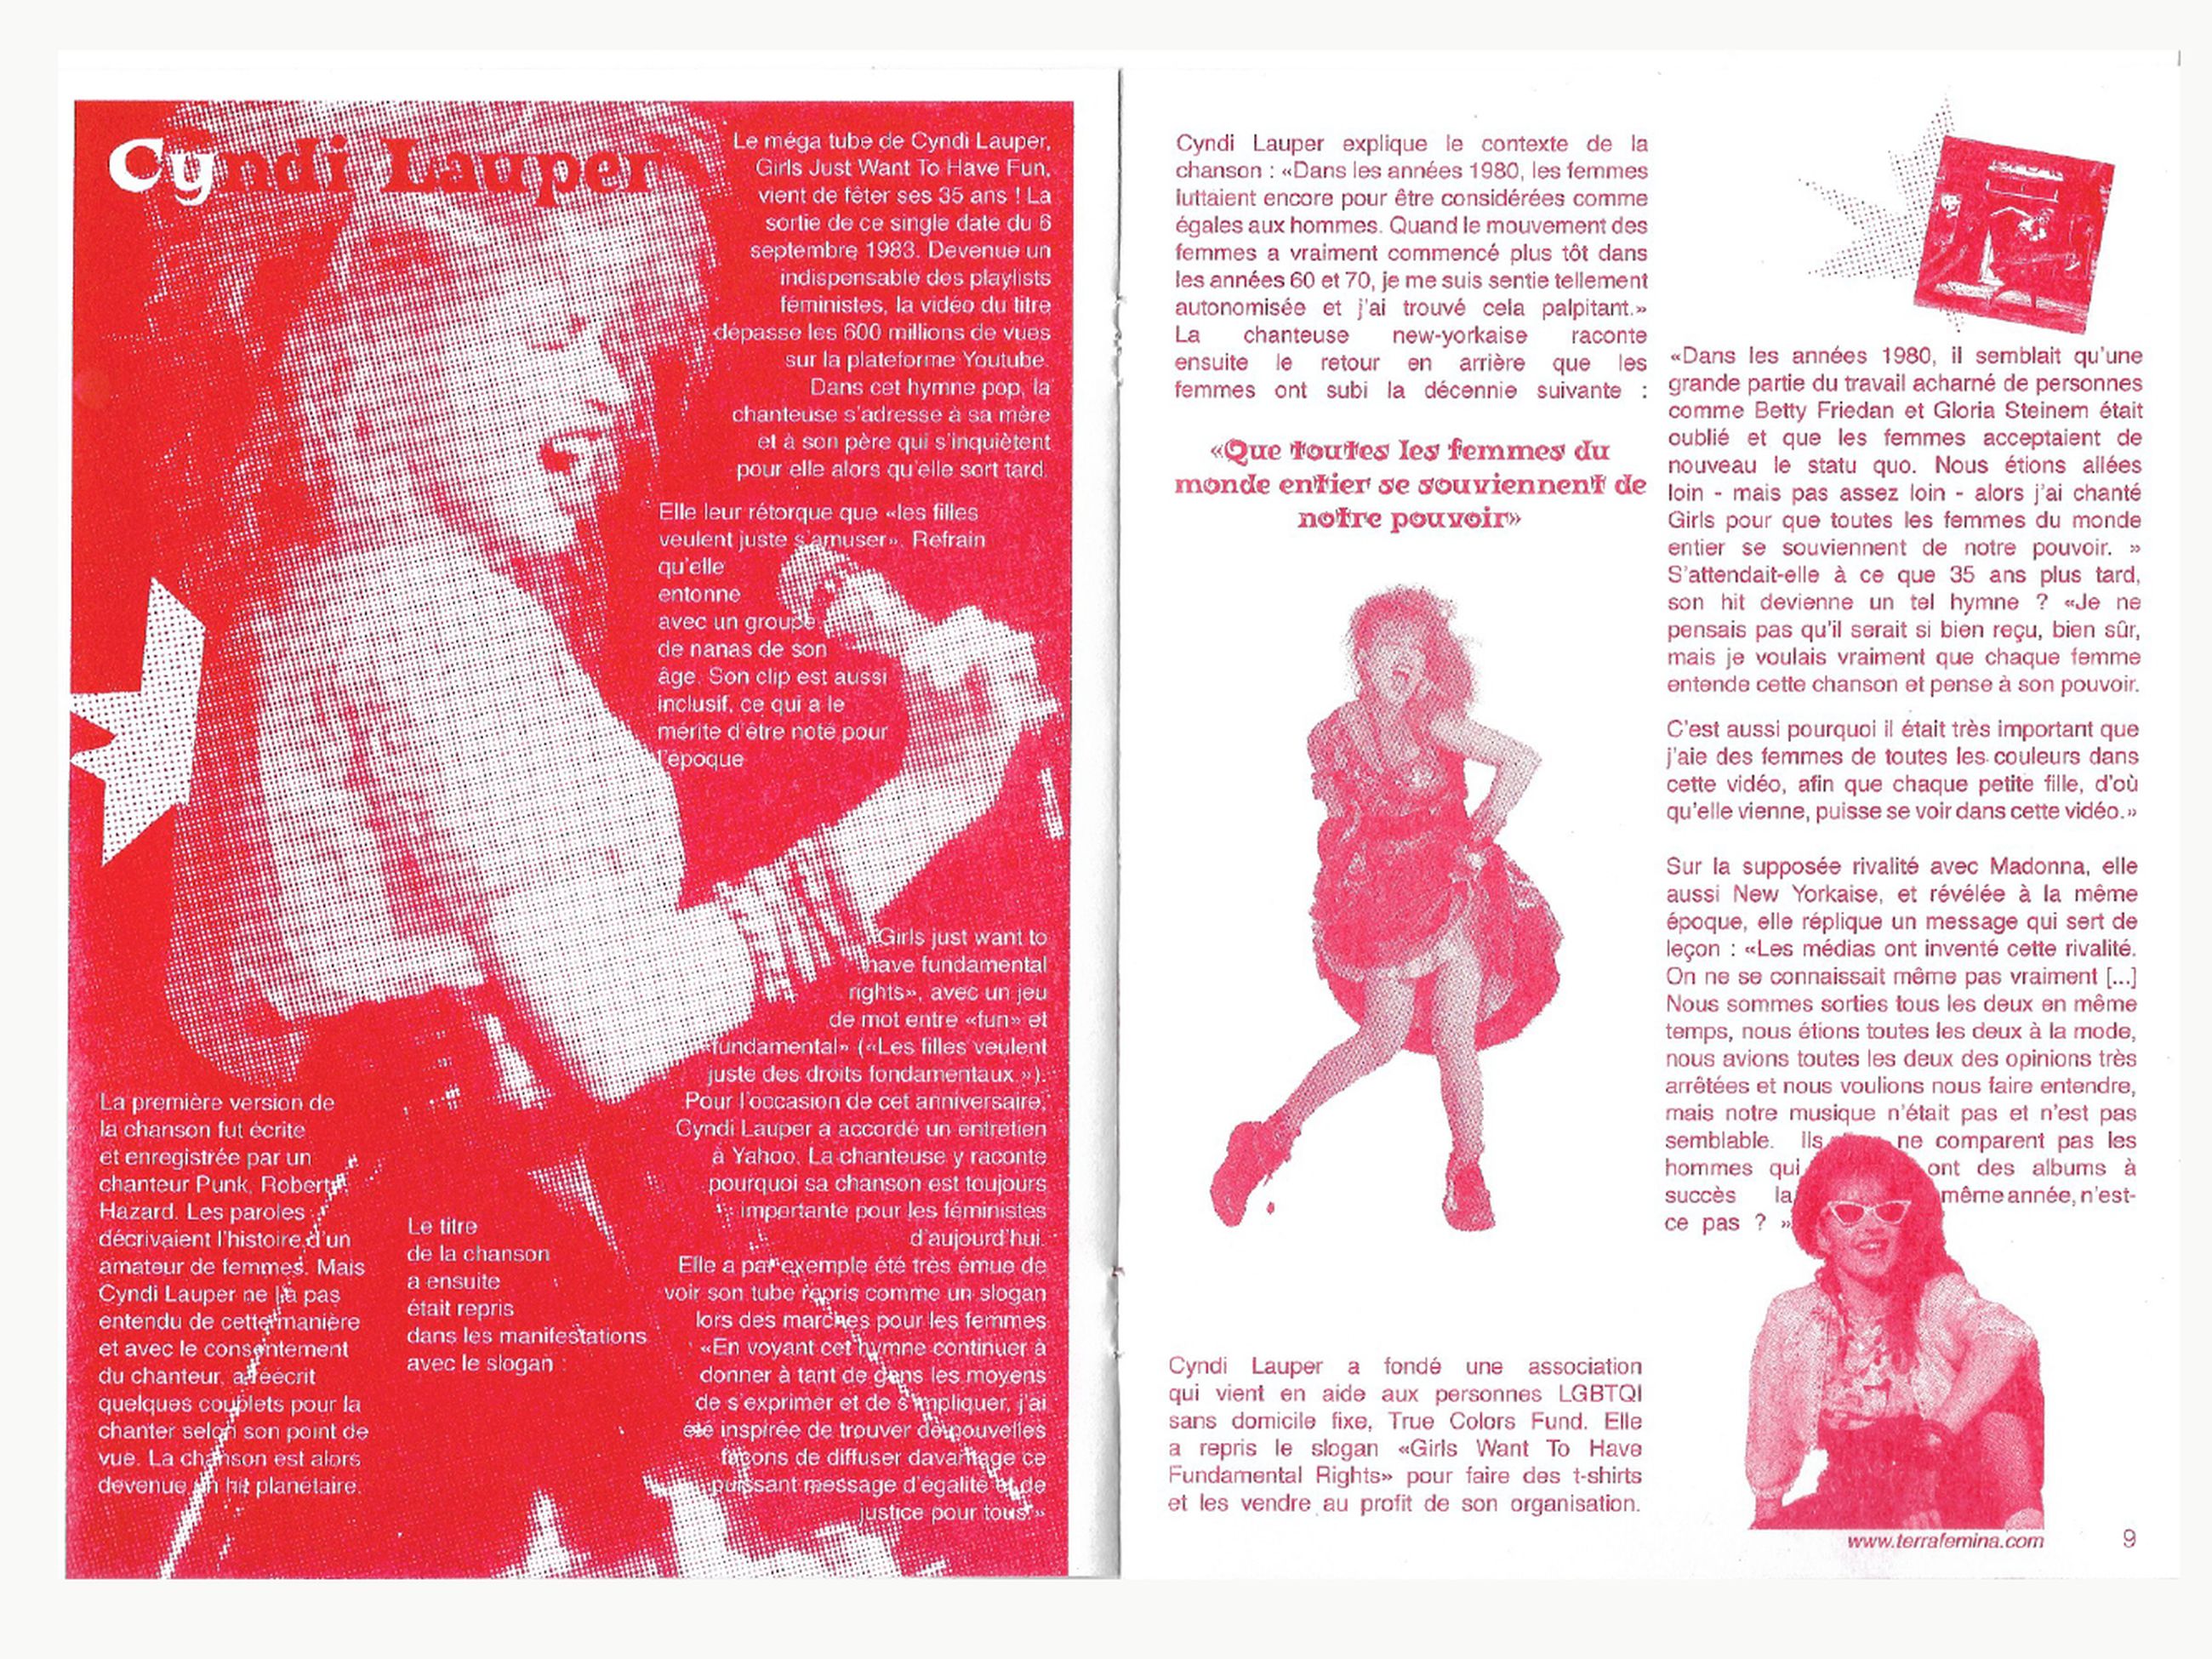 Cyndi Lauper
Le méga tube de Cyndi Lauper,
Girls Just Want To Have Fun,
vient de fêter ses 35 ans ! La
sortie de ce single date du 6
septembre 1983. Devenue un
indispensable des playlists
féministes, la vidéo du titre
dépasse les 600 millions de vues
sur la plateforme Youtube.
Dans cet hymne pop, la
chanteuse s'adresse à sa mère
et à son père qui s'inquiètent
pour elle alors qu'elle sort tard.
Elle leur rétorque que «les filles
veulent juste s'amuser». Refrain
qu'elle
entonne
avec un groupe
de nanas de son
âge. Son clip est aussi
inclusif, ce qui a le
mérite d'être noté pour
l'epoque
La première version de
la chanson fut écrite
et enregistrée par un
chanteur Punk, Robert
Hazard. Les paroles
décrivaient l'histoire d'un
amateur de femmes. Mais
Cyndi Lauper ne l'a pas
entendu de cette manière
et avec le consentement
du chanteur, a réécrit
quelques couplets pour la
chanter selon son point de
vue. La chanson est alors
devenue un hit planétaire.
Le titre
de la chanson
a ensuite
était repris
dans les manifestations
avec le slogan :
«Girls just want to
have fundamental
rights», avec un jeu
de mot entre «fun» et
«fundamental» («Les filles veulent
juste des droits fondamentaux »).
Pour l'occasion de cet anniversaire,
Cyndi Lauper a accordé un entretien
à Yahoo. La chanteuse y raconte
pourquoi sa chanson est toujours
importante pour les féministes
d'aujourd'hui.
Elle a par exemple été très émue de
voir son tube repris comme un slogan
lors des marches pour les femmes
«En voyant cet hymne continuer à
donner à tant de gens les moyens
de s'exprimer et de s'impliquer, j'ai
été inspirée de trouver de nouvelles
façons de diffuser davantage ce
puissant message d'égalité et de
justice pour tous.»
Cyndi Lauper explique le contexte de la
chanson : «Dans les années 1980, les femmes
luttaient encore pour être considérées comme
égales aux hommes. Quand le mouvement des
femmes a vraiment commencé plus tôt dans
les années 60 et 70, je me suis sentie tellement
autonomisée et j'ai trouvé cela palpitant.»
La chanteuse new-yorkaise raconte
ensuite le retour en arrière que les
femmes ont subi la décennie suivante :
«Que toutes les femmes du
monde entier se souviennent de
notre pouvoir»
Cyndi Lauper a fondé une association
qui vient en aide aux personnes LGBTQI
sans domicile fixe, True Colors Fund. Elle
a repris le slogan «Girls Want To Have
Fundamental Rights» pour faire des t-shirts
et les vendre au profit de son organisation.
«Dans les années 1980, il semblait qu'une
grande partie du travail acharné de personnes
comme Betty Friedan et Gloria Steinem était
oublié et que les femmes acceptaient de
nouveau le statu quo. Nous étions allées
loin - mais pas assez loin - alors j'ai chanté
Girls pour que toutes les femmes du monde
entier se souviennent de notre pouvoir. »
S'attendait-elle à ce que 35 ans plus tard,
son hit devienne un tel hymne ? «Je ne
pensais pas qu'il serait si bien reçu, bien sûr,
mais je voulais vraiment que chaque femme
entende cette chanson et pense à son pouvoir.
C'est aussi pourquoi il était très important que
j'aie des femmes de toutes les couleurs dans
cette vidéo, afin que chaque petite fille, d'où
qu'elle vienne, puisse se voir dans cette vidéo.»
Sur la supposée rivalité avec Madonna, elle
aussi New Yorkaise, et révélée à la même
époque, elle réplique un message qui sert de
leçon : «Les médias ont inventé cette rivalité.
On ne se connaissait même pas vraiment [...]
Nous sommes sorties tous les deux en même
temps, nous étions toutes les deux à la mode,
nous avions toutes les deux des opinions très
arrêtées et nous voulions nous faire entendre,
mais notre musique n'était pas et n'est pas
semblable. Ils ne comparent pas les
hommes qui ont des albums à
succès la même année, n'est-
ce pas ? »
www.terrafemina.com
9